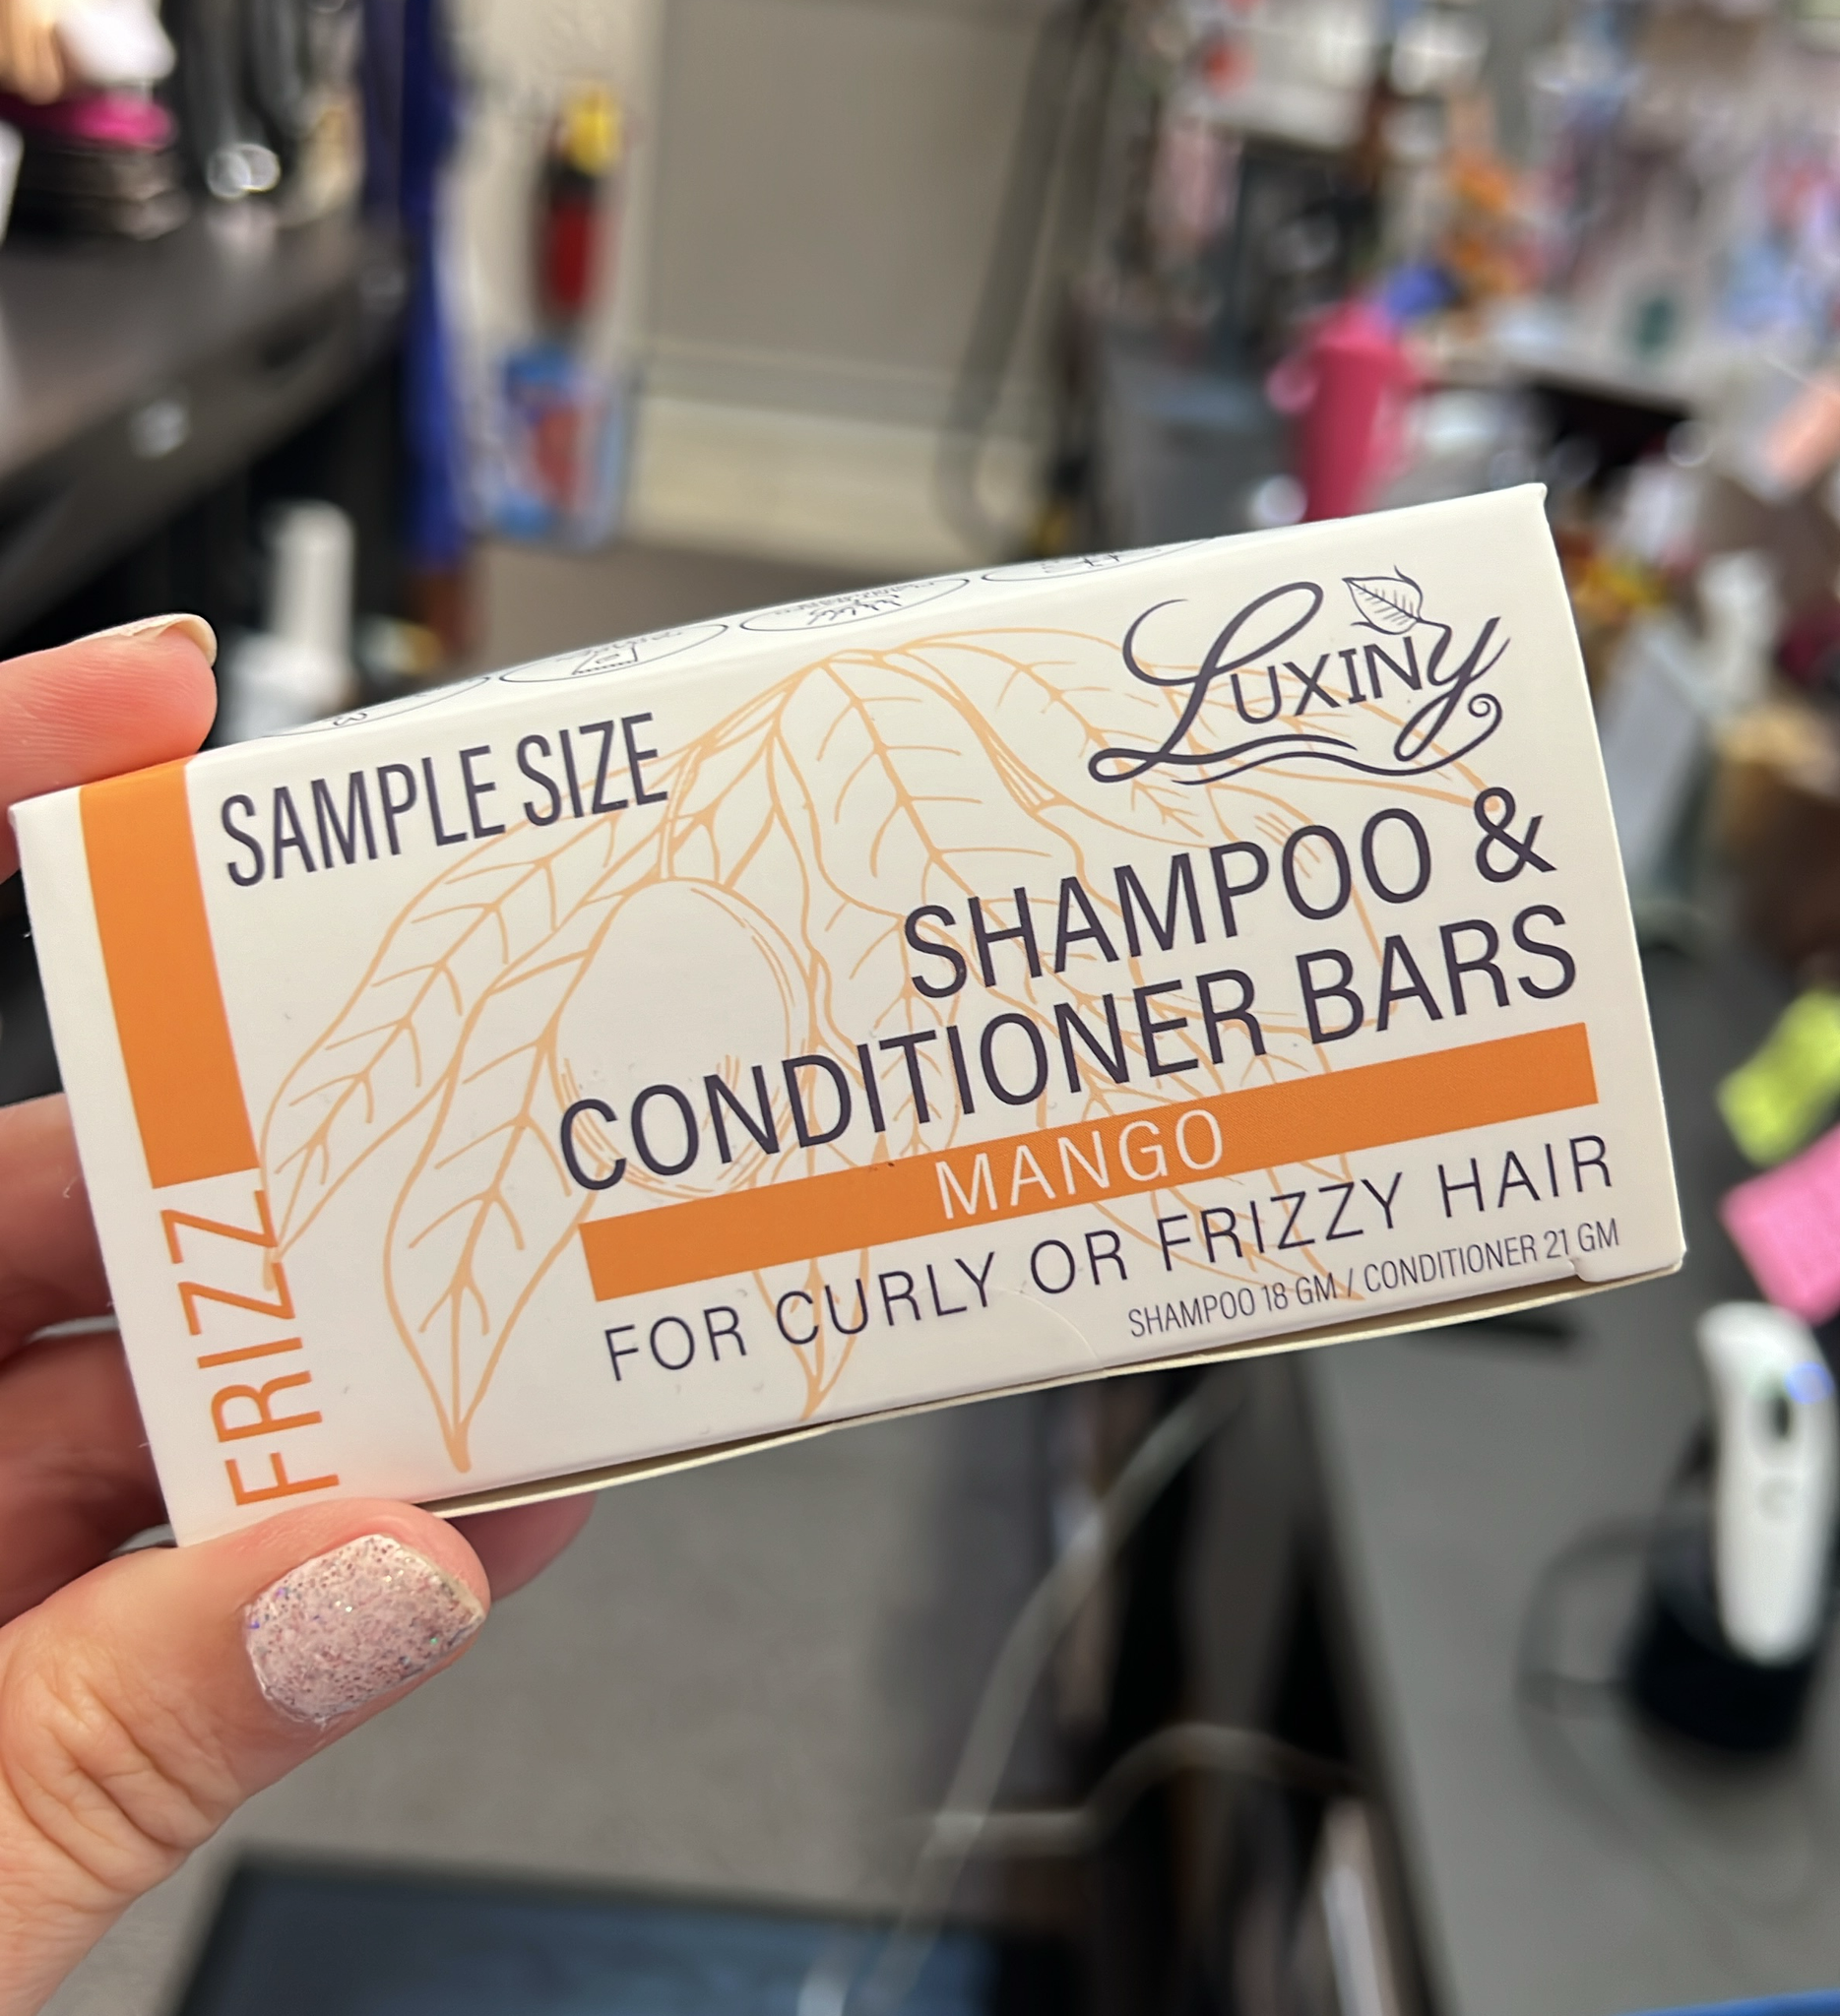 SAMPLE SIZE
LUXINY
SHAMPOO &
CONDITIONER BARS
MANGO
FOR CURLY OR FRIZZY HAIR
SHAMPOO 18 GM / CONDITIONER 21 GM
FRIZZ